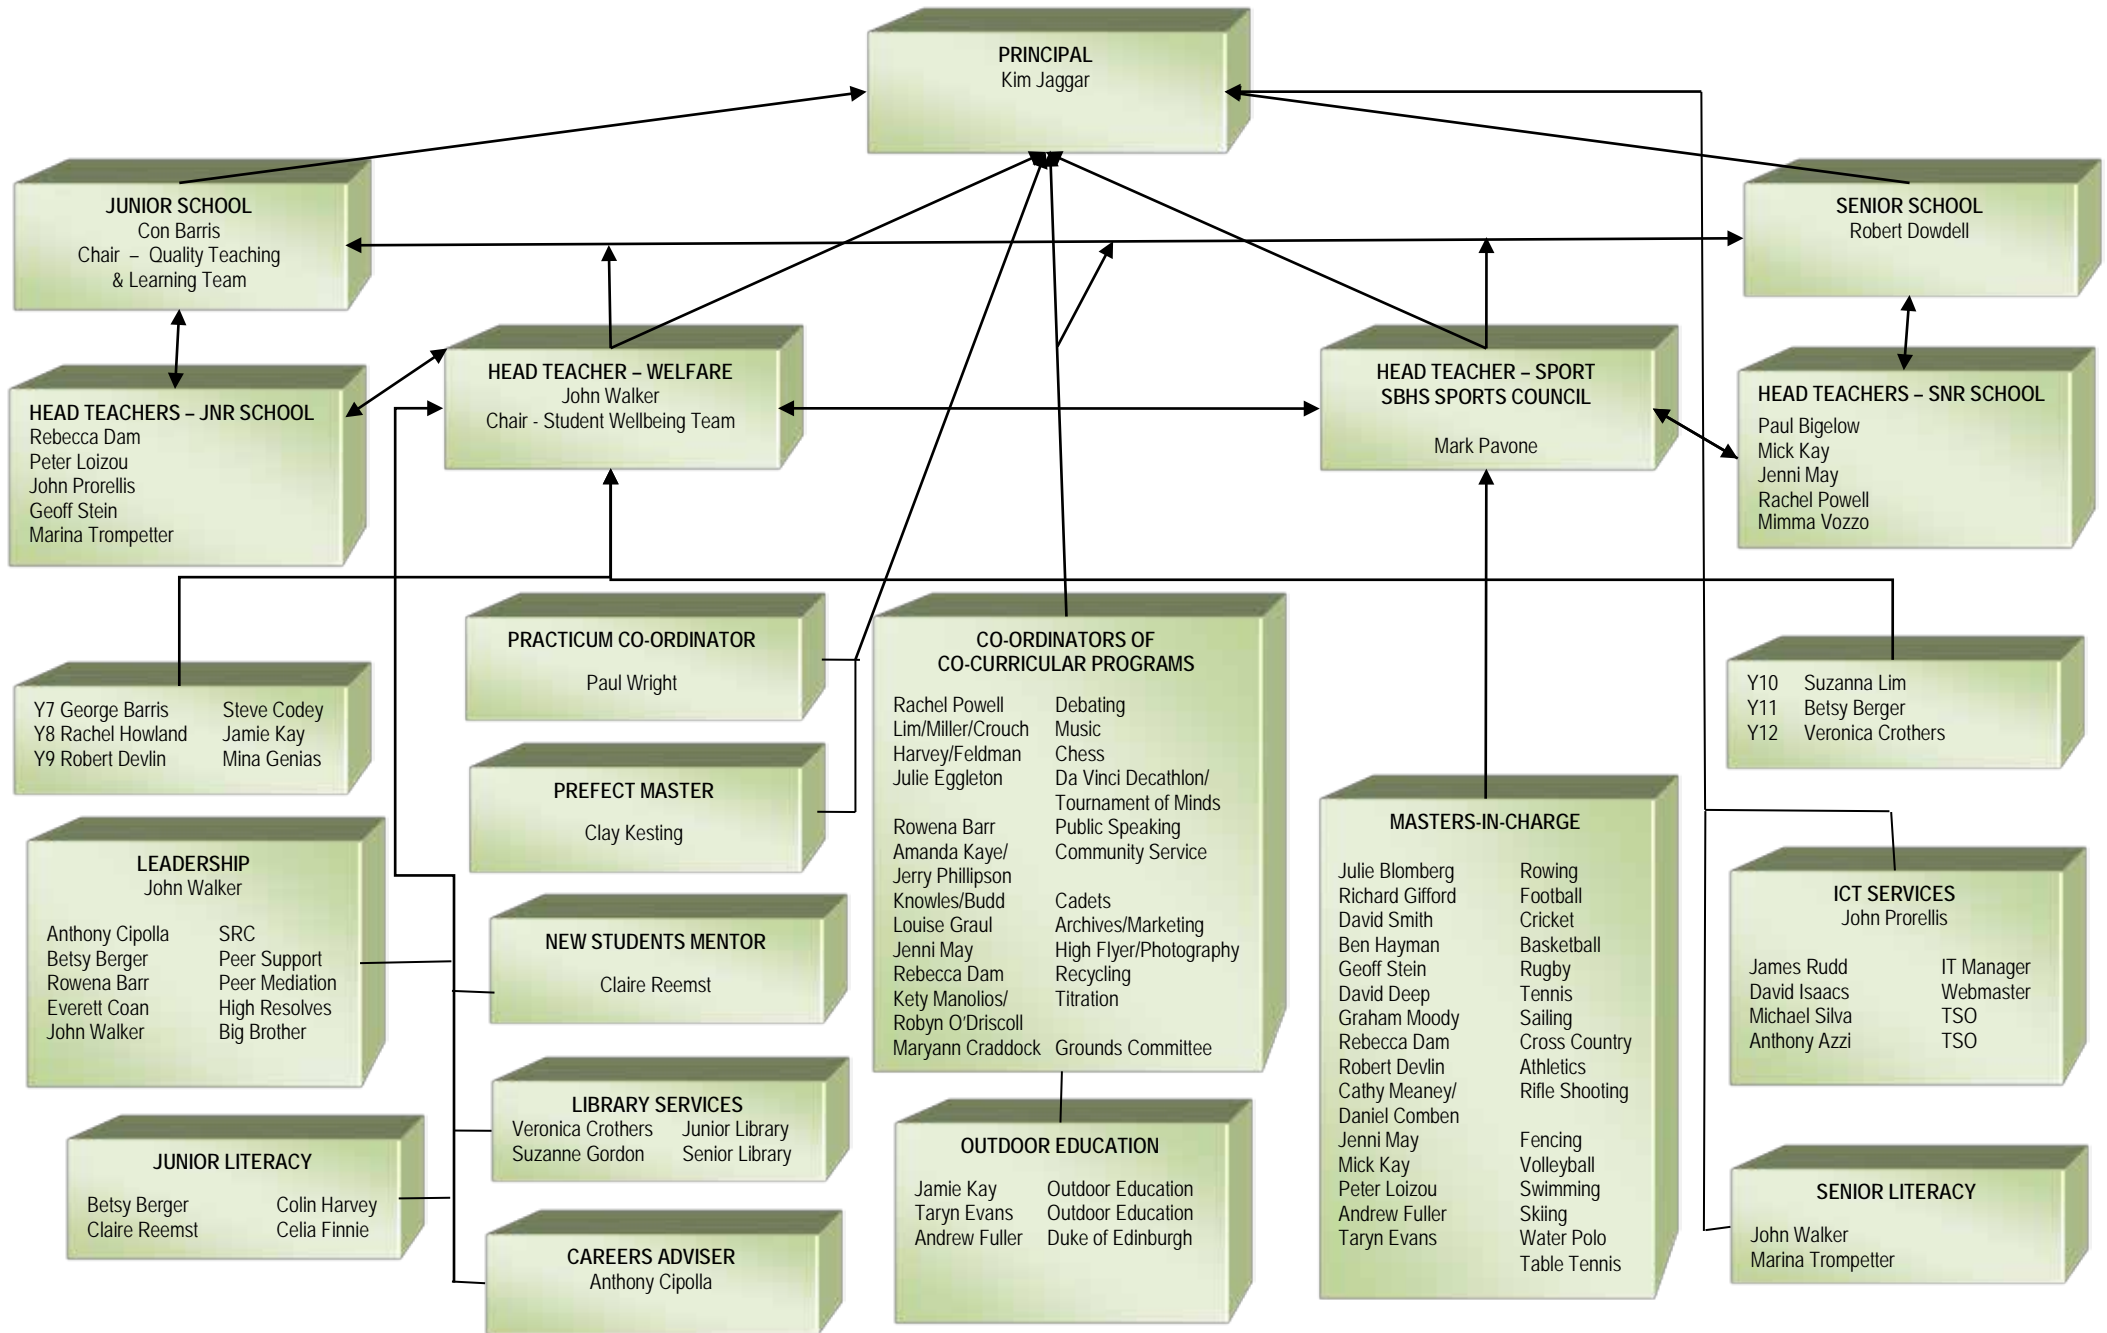 PRINCIPAL
Kim Jaggar
JUNIOR SCHOOL
Con Barris
Chair – Quality Teaching
& Learning Team
SENIOR SCHOOL
Robert Dowdell
HEAD TEACHERS – JNR SCHOOL
Rebecca Dam
Peter Loizou
John Prorellis
Geoff Stein
Marina Trompetter
HEAD TEACHER – WELFARE
John Walker
Chair - Student Wellbeing Team
HEAD TEACHER – SPORT
SBHS SPORTS COUNCIL
Mark Pavone
HEAD TEACHERS – SNR SCHOOL
Paul Bigelow
Mick Kay
Jenni May
Rachel Powell
Mimma Vozzo
Y7 George Barris Steve Codey
Y8 Rachel Howland Jamie Kay
Y9 Robert Devlin Mina Genias
PRACTICUM CO-ORDINATOR
Paul Wright
PREFECT MASTER
Clay Kesting
CO-ORDINATORS OF
CO-CURRICULAR PROGRAMS
Rachel Powell Debating
Lim/Miller/Crouch Music
Harvey/Feldman Chess
Julie Eggleton Da Vinci Decathlon/
Tournament of Minds
Rowena Barr Public Speaking
Amanda Kaye/ Community Service
Jerry Phillipson
Knowles/Budd Cadets
Louise Graul Archives/Marketing
Jenni May High Flyer/Photography
Rebecca Dam Recycling
Kety Manolios/ Titration
Robyn O'Driscoll
Maryann Craddock Grounds Committee
Y10 Suzanna Lim
Y11 Betsy Berger
Y12 Veronica Crothers
LEADERSHIP
John Walker
Anthony Cipolla SRC
Betsy Berger Peer Support
Rowena Barr Peer Mediation
Everett Coan High Resolves
John Walker Big Brother
NEW STUDENTS MENTOR
Claire Reemst
MASTERS-IN-CHARGE
Julie Blomberg Rowing
Richard Gifford Football
David Smith Cricket
Ben Hayman Basketball
Geoff Stein Rugby
David Deep Tennis
Graham Moody Sailing
Rebecca Dam Cross Country
Robert Devlin Athletics
Cathy Meaney/ Rifle Shooting
Daniel Comben
Jenni May Fencing
Mick Kay Volleyball
Peter Loizou Swimming
Andrew Fuller Skiing
Taryn Evans Water Polo
Table Tennis
ICT SERVICES
John Prorellis
James Rudd IT Manager
David Isaacs Webmaster
Michael Silva TSO
Anthony Azzi TSO
LIBRARY SERVICES
Veronica Crothers Junior Library
Suzanne Gordon Senior Library
JUNIOR LITERACY
Betsy Berger Colin Harvey
Claire Reemst Celia Finnie
OUTDOOR EDUCATION
Jamie Kay Outdoor Education
Taryn Evans Outdoor Education
Andrew Fuller Duke of Edinburgh
SENIOR LITERACY
John Walker
Marina Trompetter
CAREERS ADVISER
Anthony Cipolla